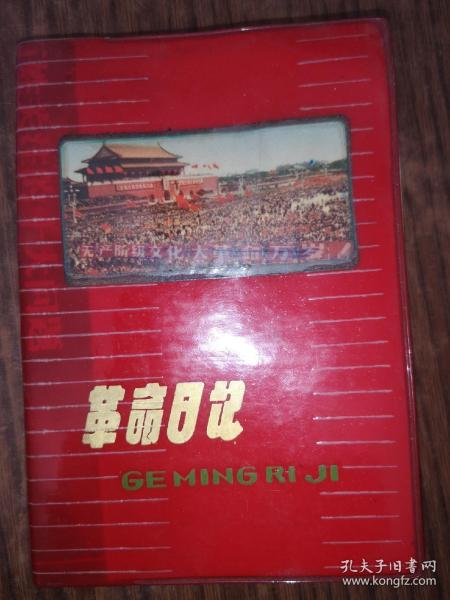 无产阶级文化大革命万岁！
革命日记
GE MING RI JI
孔夫子旧书网
www.kongfz.com